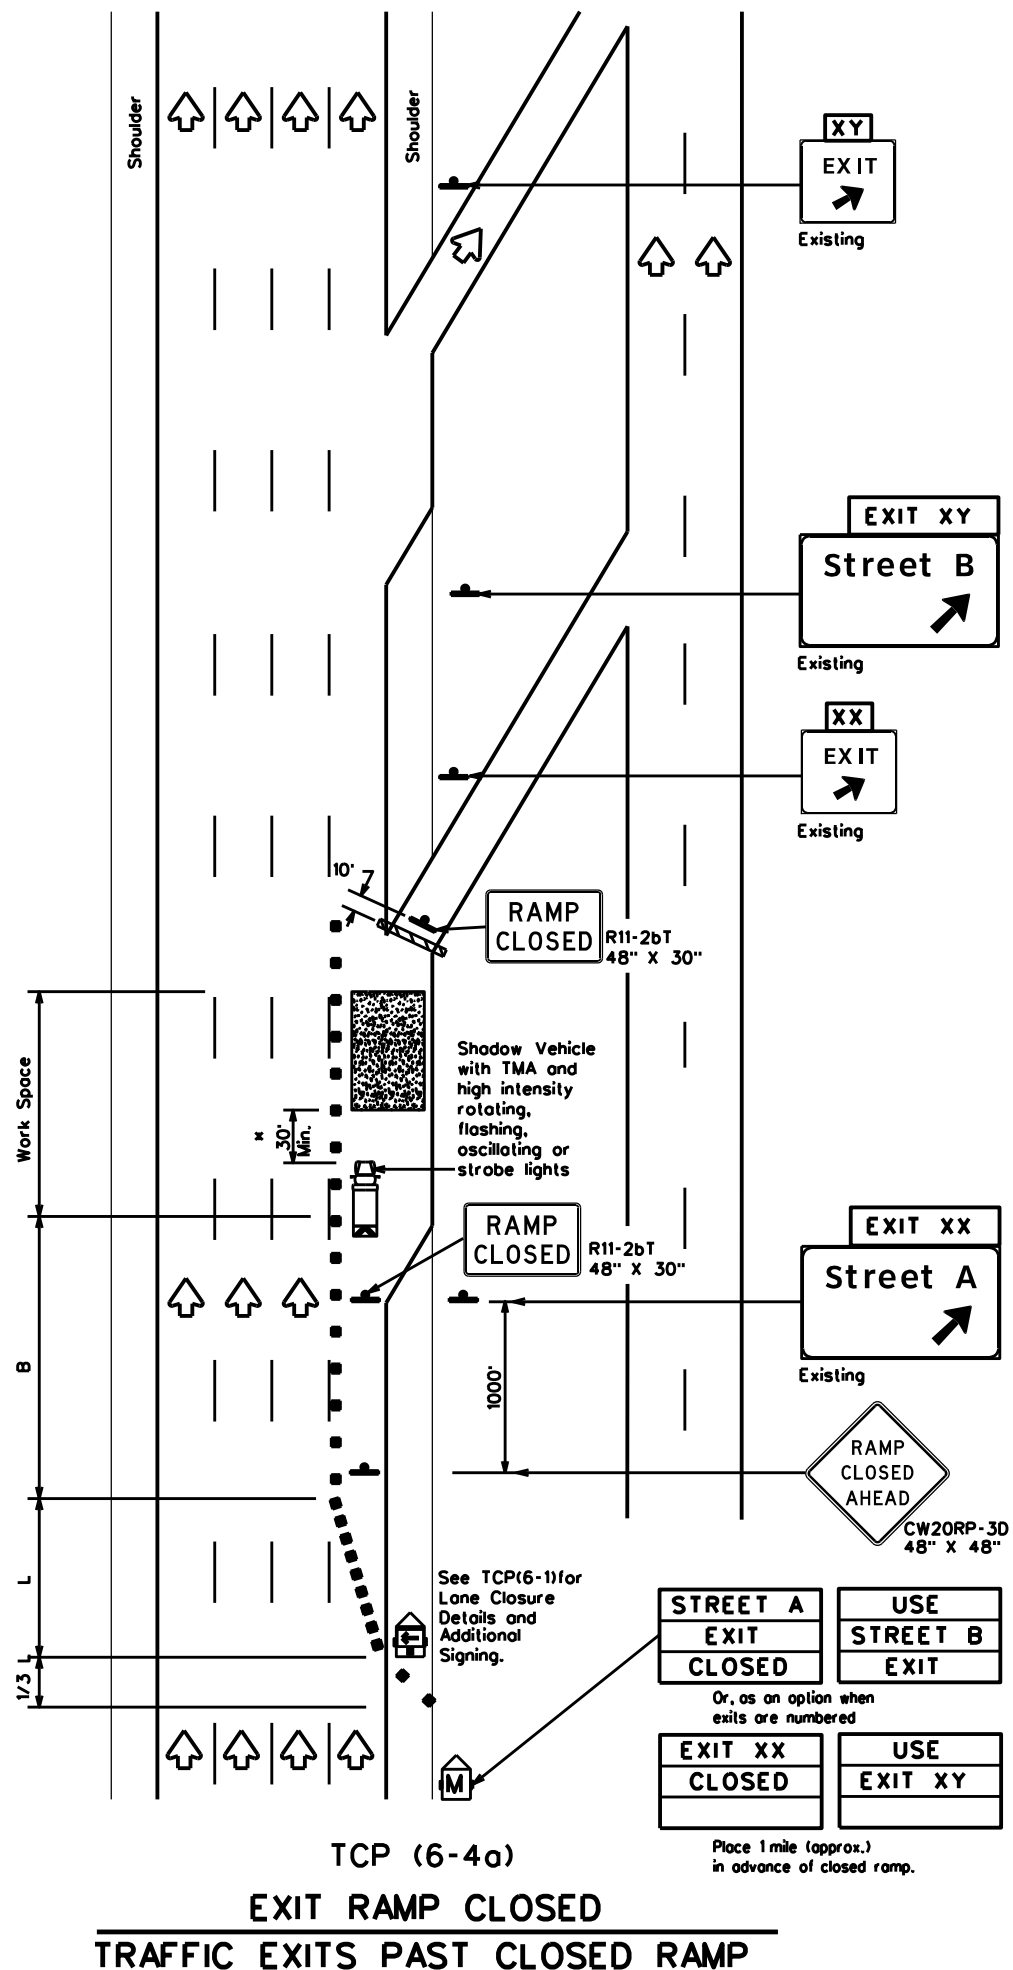 Shoulder
Shoulder
XY
EXIT
Existing
EXIT XY
Street B
Existing
XX
EXIT
Existing
10'
RAMP
CLOSED
R11-2bT
48" X 30"
Work Space
*
30'
Min.
Shadow Vehicle
with TMA and
high intensity
rotating,
flashing,
oscillating or
strobe lights
RAMP
CLOSED
R11-2bT
48" X 30"
EXIT XX
Street A
Existing
B
1000'
RAMP
CLOSED
AHEAD
CW20RP-3D
48" X 48"
L
See TCP(6-1)for
Lane Closure
Details and
Additional
Signing.
1/3 L
STREET A
EXIT
CLOSED
USE
STREET B
EXIT
Or, as an option when
exits are numbered
EXIT XX
CLOSED
USE
EXIT XY
M
Place 1 mile (approx.)
in advance of closed ramp.
TCP (6-4a)
EXIT RAMP CLOSED
TRAFFIC EXITS PAST CLOSED RAMP